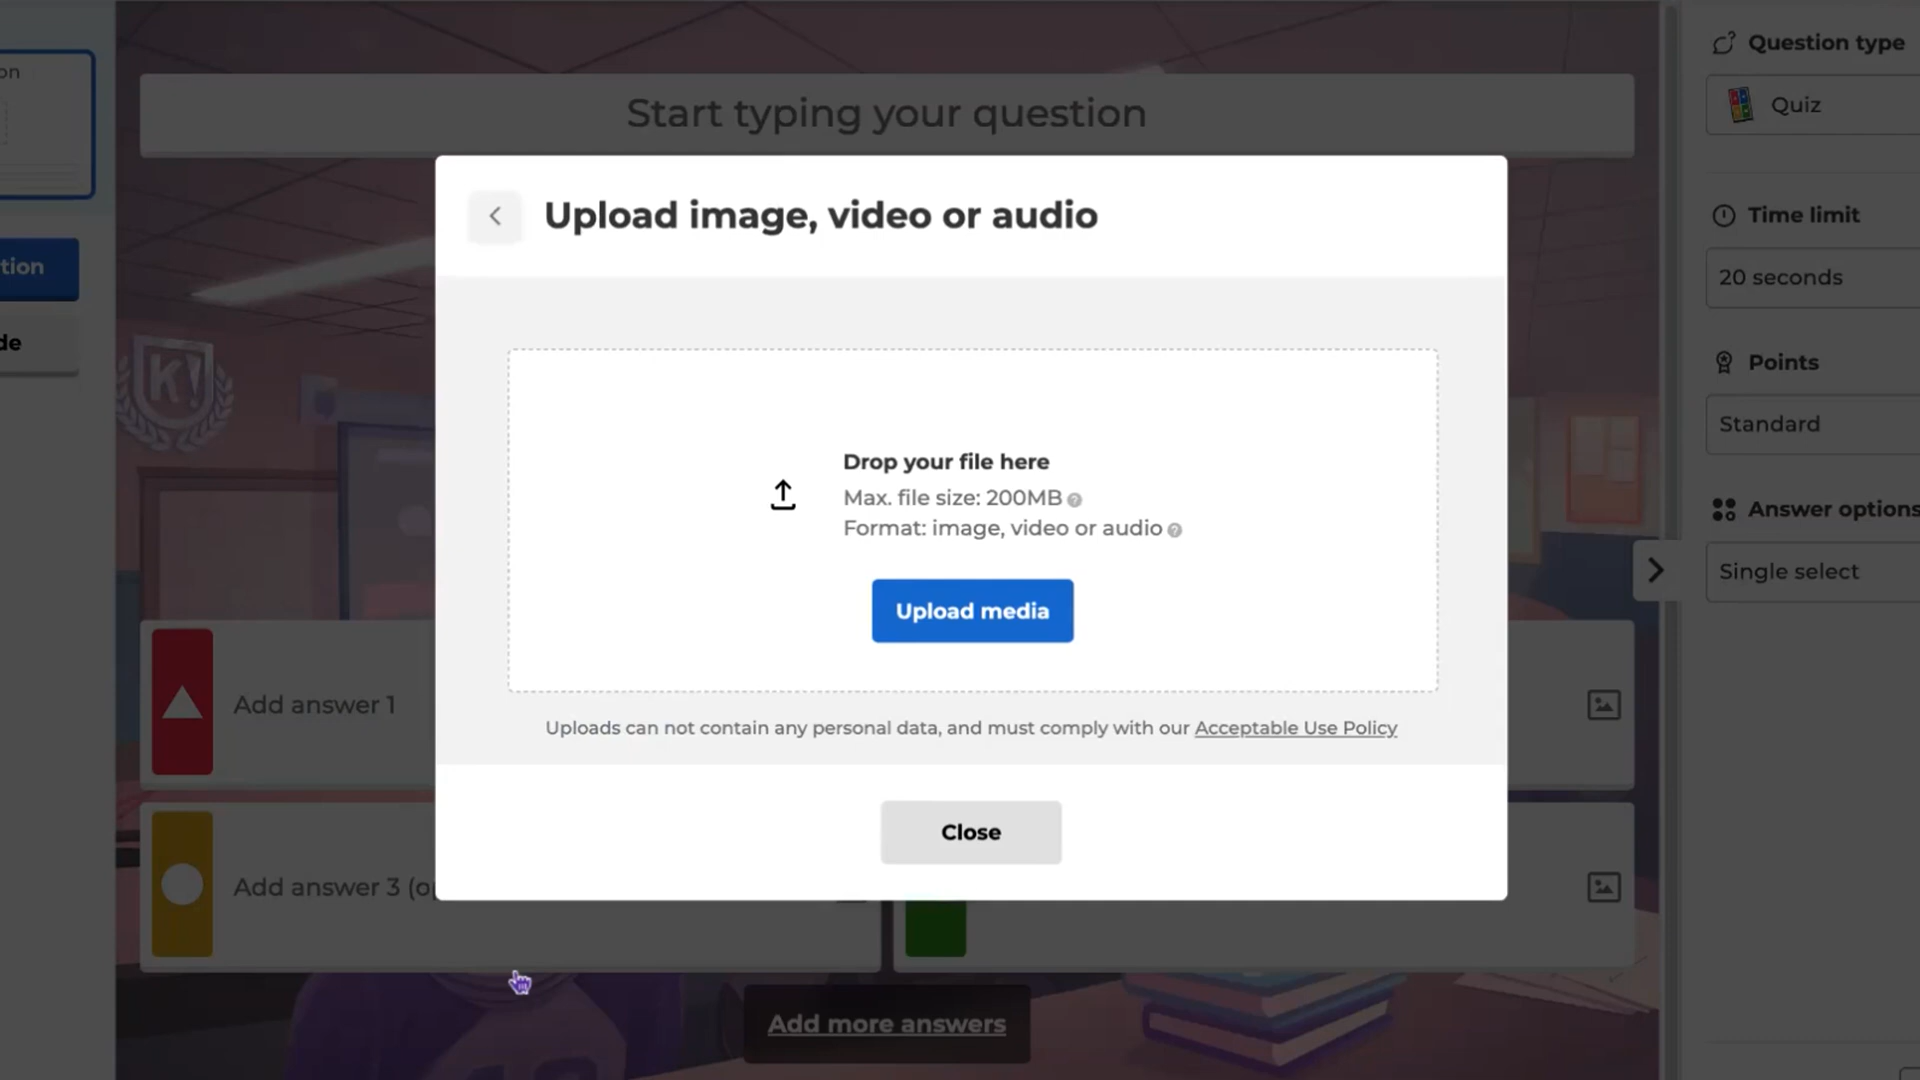 on
Question type
Quiz
Start typing your question
Upload image, video or audio
Time limit
tion
20 seconds
de
K!
Points
Standard
Drop your file here
Max. file size: 200MB
Format: image, video or audio
Answer options
Single select
Upload media
Add answer 1
Uploads can not contain any personal data, and must comply with our Acceptable Use Policy
Close
Add answer 3 (o
Add more answers